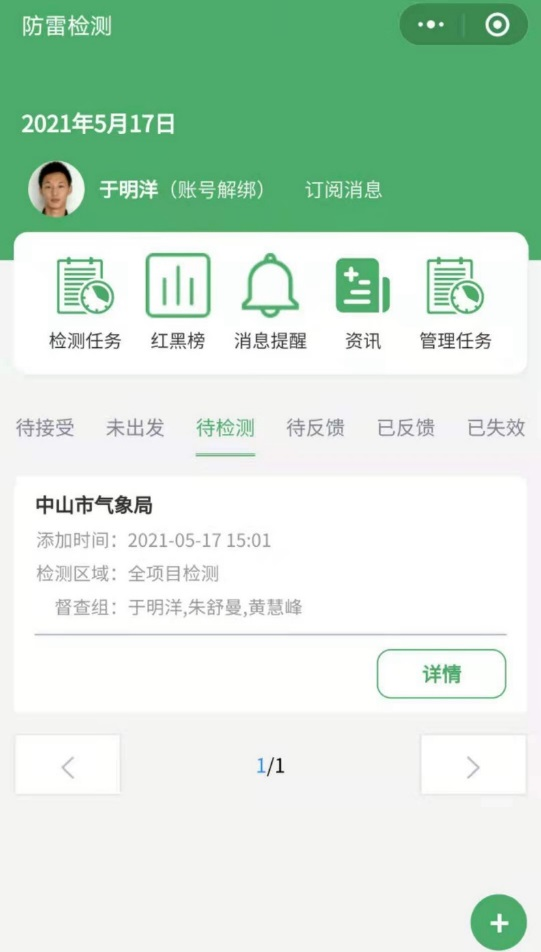 防雷检测
2021年5月17日
于明洋（账号解绑） 订阅消息
检测任务 红黑榜 消息提醒 资讯 管理任务
待接受 未出发 待检测 待反馈 已反馈 已失效
中山市气象局
添加时间：2021-05-17 15:01
检测区域：全项目检测
督查组：于明洋,朱舒曼,黄慧峰
详情
1/1